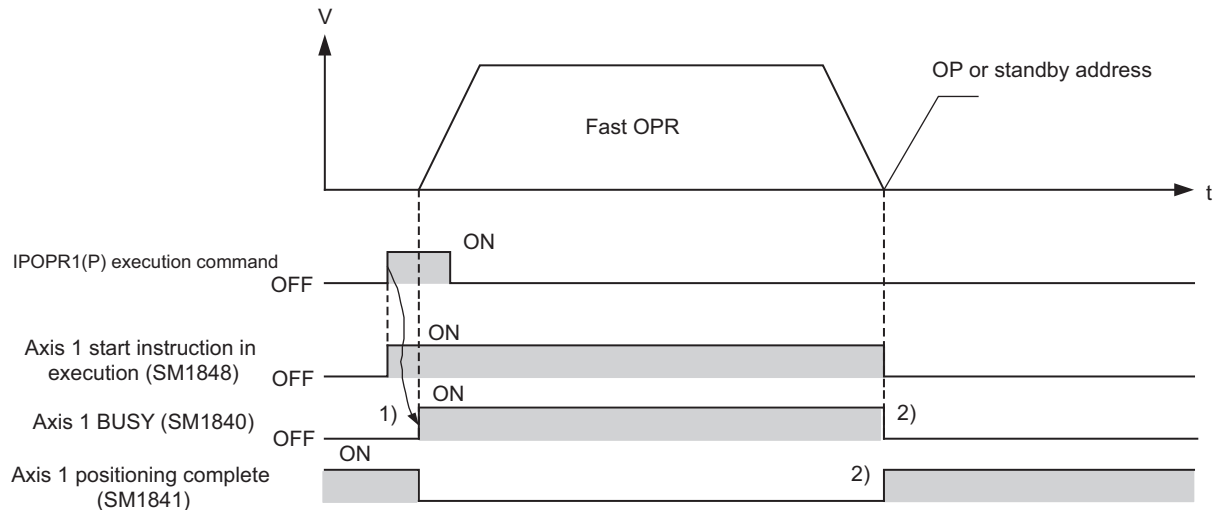 V
OP or standby address
Fast OPR
t
ON
IPOPR1(P) execution command
OFF
ON
Axis 1 start instruction in
execution (SM1848)
OFF
ON
1)
2)
Axis 1 BUSY (SM1840)
OFF
ON
Axis 1 positioning complete
(SM1841)
2)